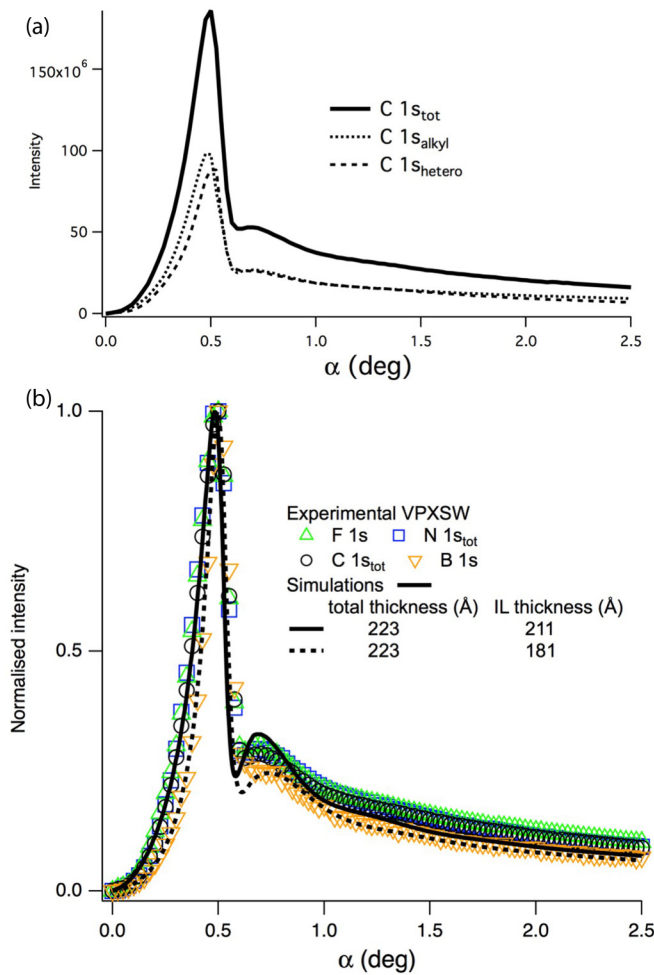 (a)
Intensity
150x10⁶
100
50
0
C 1s_tot
C 1s_alkyl
C 1s_hetero
0.0 0.5 1.0 1.5 2.0 2.5
α (deg)
(b)
Normalised intensity
1.0
0.5
0.0
Experimental VPXSW
F 1s N 1s_tot
C 1s_tot B 1s
Simulations
total thickness (Å) IL thickness (Å)
223 211
223 181
0.0 0.5 1.0 1.5 2.0 2.5
α (deg)